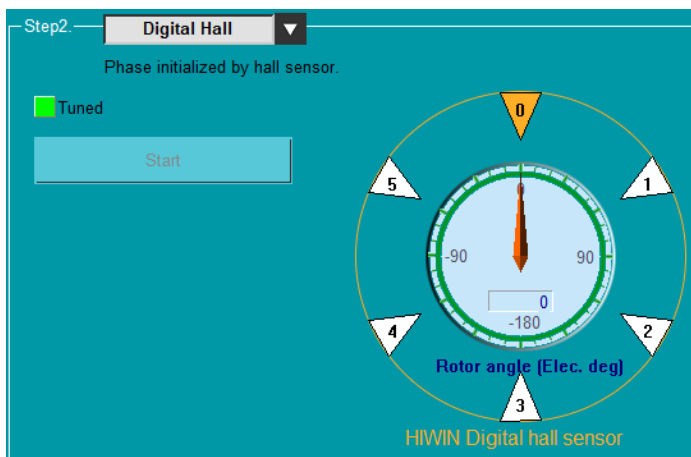 Step2.
Digital Hall
Phase initialized by hall sensor.
Tuned
Start
0
5
1
0
-90
90
0
-180
4
2
Rotor angle (Elec. deg)
3
HIWIN Digital hall sensor